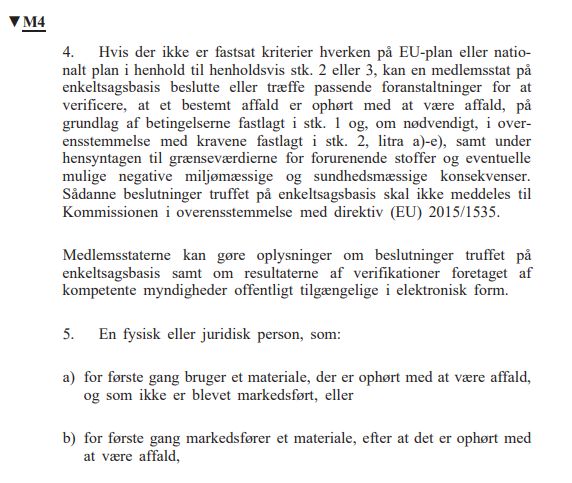 ▼M4
4. Hvis der ikke er fastsat kriterier hverken på EU-plan eller natio-
nalt plan i henhold til henholdsvis stk. 2 eller 3, kan en medlemsstat på
enkeltsagsbasis beslutte eller træffe passende foranstaltninger for at
verificere, at et bestemt affald er ophørt med at være affald, på
grundlag af betingelserne fastlagt i stk. 1 og, om nødvendigt, i over-
ensstemmelse med kravene fastlagt i stk. 2, litra a)-e), samt under
hensyntagen til grænseværdierne for forurenende stoffer og eventuelle
mulige negative miljømæssige og sundhedsmæssige konsekvenser.
Sådanne beslutninger truffet på enkeltsagsbasis skal ikke meddeles til
Kommissionen i overensstemmelse med direktiv (EU) 2015/1535.
Medlemsstaterne kan gøre oplysninger om beslutninger truffet på
enkeltsagsbasis samt om resultaterne af verifikationer foretaget af
kompetente myndigheder offentligt tilgængelige i elektronisk form.
5. En fysisk eller juridisk person, som:
a) for første gang bruger et materiale, der er ophørt med at være affald,
og som ikke er blevet markedsført, eller
b) for første gang markedsfører et materiale, efter at det er ophørt med
at være affald,